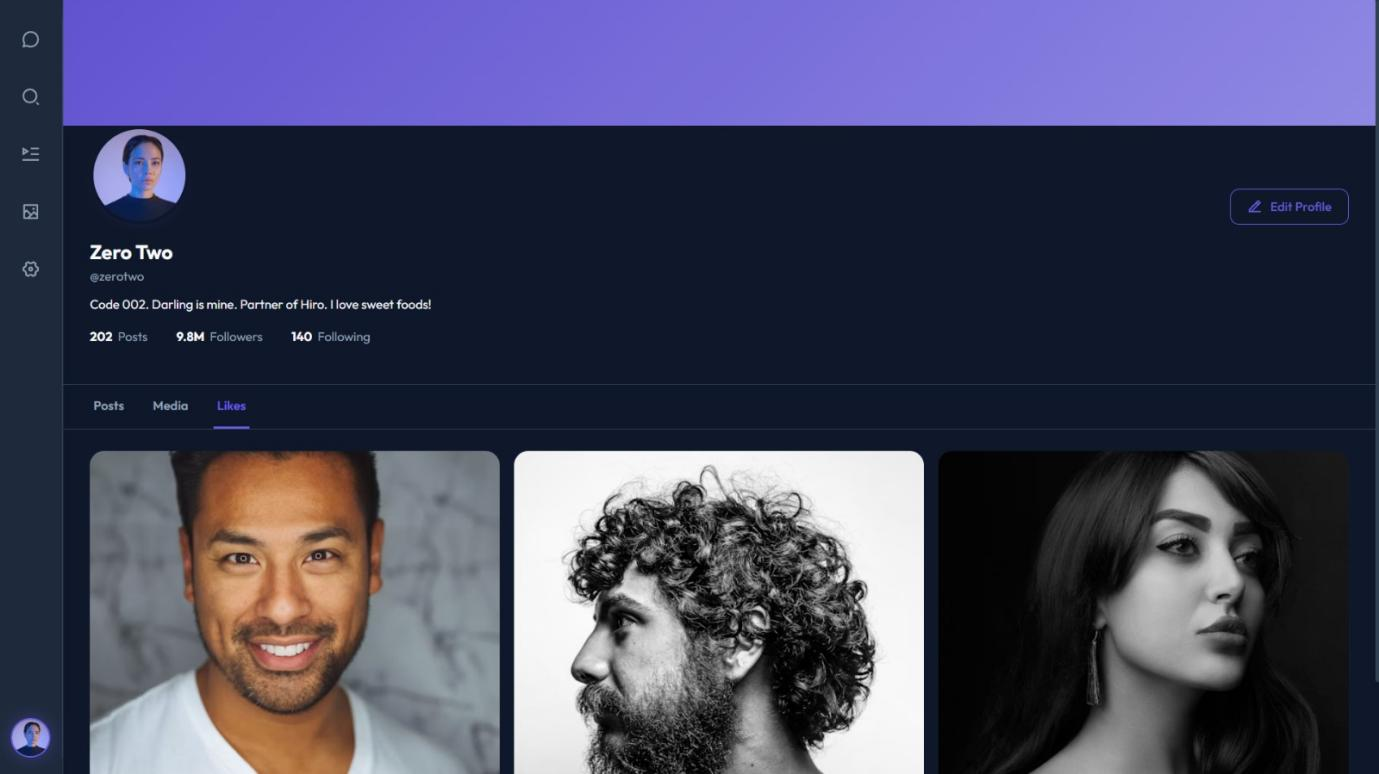 Edit Profile
Zero Two
@zerotwo
Code 002. Darling is mine. Partner of Hiro. I love sweet foods!
202 Posts 9.8M Followers 140 Following
Posts Media Likes